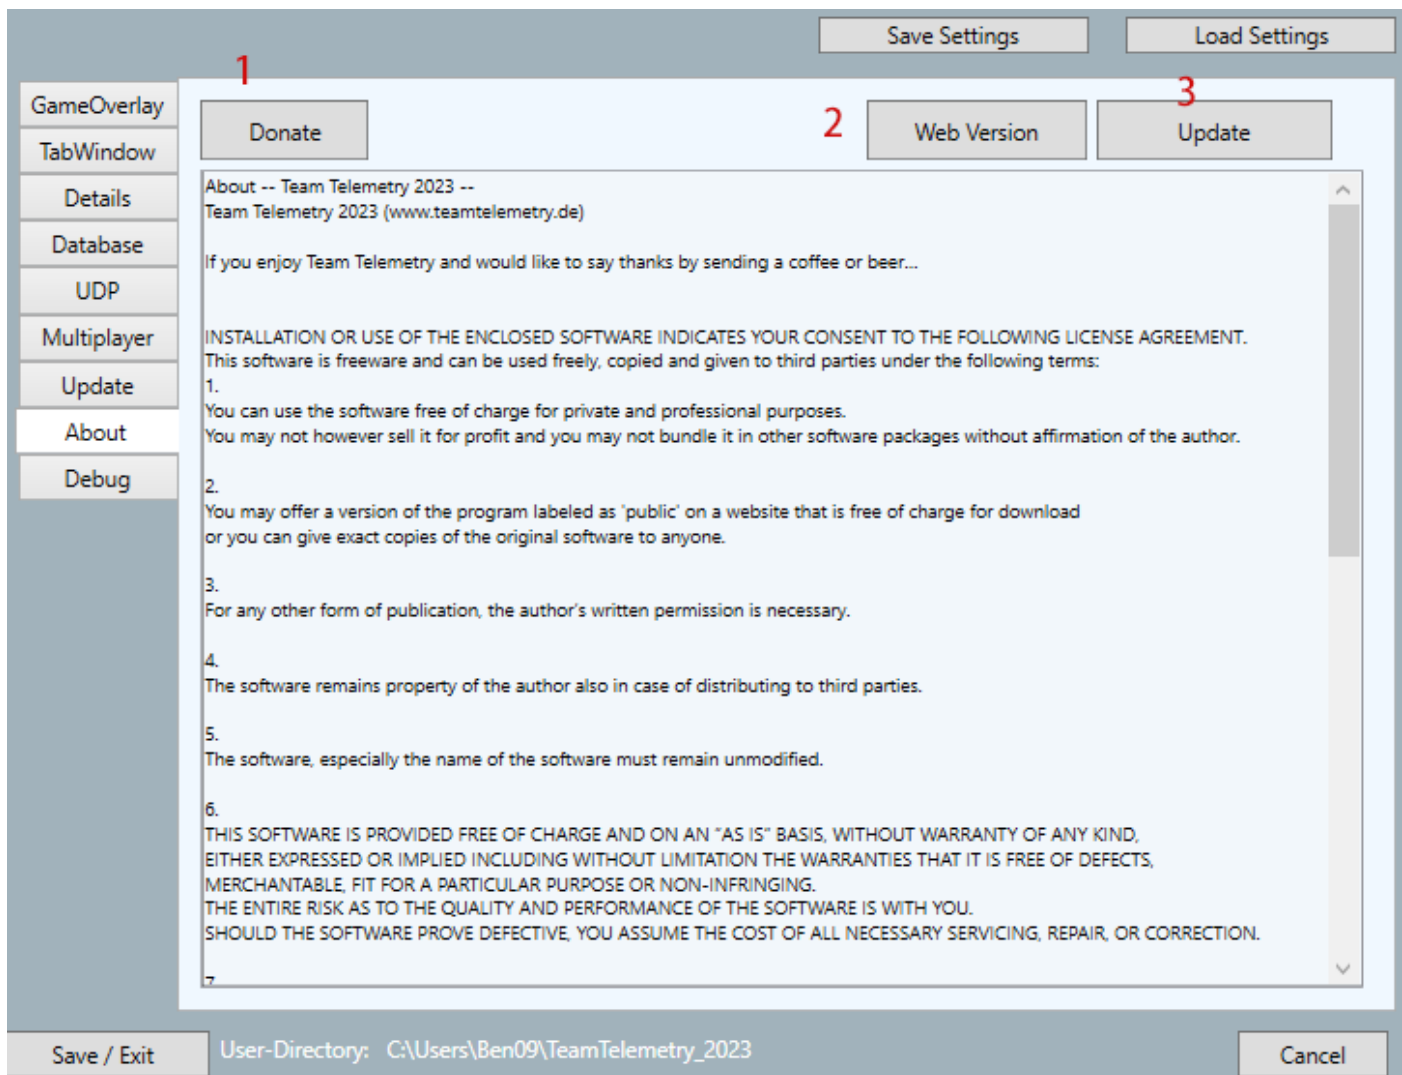 Save Settings
Load Settings
1
GameOverlay
TabWindow
Details
Database
UDP
Multiplayer
Update
About
Debug
Donate
2
Web Version
3
Update
About -- Team Telemetry 2023 --
Team Telemetry 2023 (www.teamtelemetry.de)
If you enjoy Team Telemetry and would like to say thanks by sending a coffee or beer...
INSTALLATION OR USE OF THE ENCLOSED SOFTWARE INDICATES YOUR CONSENT TO THE FOLLOWING LICENSE AGREEMENT.
This software is freeware and can be used freely, copied and given to third parties under the following terms:
1.
You can use the software free of charge for private and professional purposes.
You may not however sell it for profit and you may not bundle it in other software packages without affirmation of the author.
2.
You may offer a version of the program labeled as 'public' on a website that is free of charge for download
or you can give exact copies of the original software to anyone.
3.
For any other form of publication, the author's written permission is necessary.
4.
The software remains property of the author also in case of distributing to third parties.
5.
The software, especially the name of the software must remain unmodified.
6.
THIS SOFTWARE IS PROVIDED FREE OF CHARGE AND ON AN "AS IS" BASIS, WITHOUT WARRANTY OF ANY KIND,
EITHER EXPRESSED OR IMPLIED INCLUDING WITHOUT LIMITATION THE WARRANTIES THAT IT IS FREE OF DEFECTS,
MERCHANTABLE, FIT FOR A PARTICULAR PURPOSE OR NON-INFRINGING.
THE ENTIRE RISK AS TO THE QUALITY AND PERFORMANCE OF THE SOFTWARE IS WITH YOU.
SHOULD THE SOFTWARE PROVE DEFECTIVE, YOU ASSUME THE COST OF ALL NECESSARY SERVICING, REPAIR, OR CORRECTION.
7
Save / Exit
User-Directory: C:\Users\Ben09\TeamTelemetry_2023
Cancel